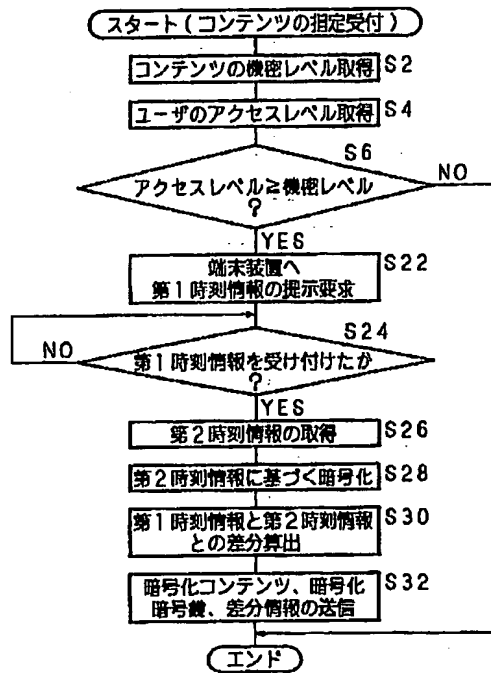 スタート(コンテンツの指定受付)
コンテンツの機密レベル取得 S2
ユーザのアクセスレベル取得 S4
S6
アクセスレベル≧機密レベル
?
NO
YES
端末装置へ
第1時刻情報の提示要求
S22
S24
NO
第1時刻情報を受け付けたか
?
YES
第2時刻情報の取得 S26
第2時刻情報に基づく暗号化 S28
第1時刻情報と第2時刻情報
との差分算出
S30
暗号化コンテンツ、暗号化
暗号鍵、差分情報の送信
S32
エンド